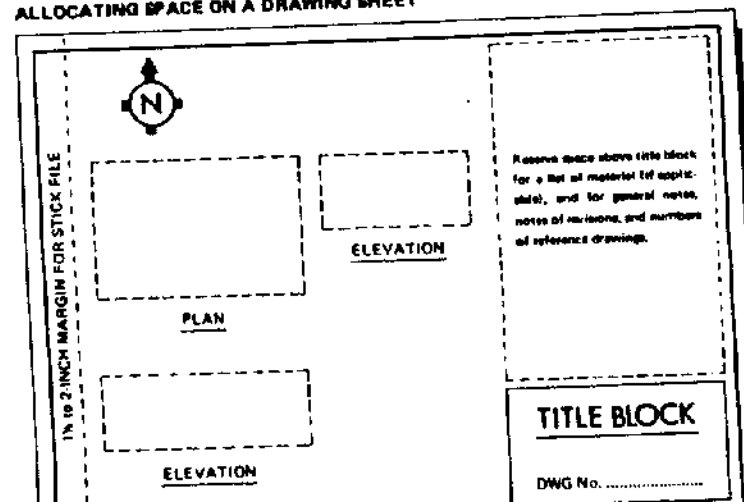 ALLOCATING SPACE ON A DRAWING SHEET
N
1½ to 2-INCH MARGIN FOR STICK FILE
PLAN
ELEVATION
ELEVATION
Reserve space above title block
for a list of material (if applic-
able), and for general notes,
notes of revisions, and numbers
of reference drawings.
TITLE BLOCK
DWG No. ....................